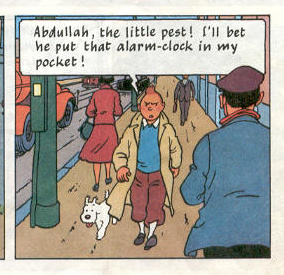 Abdullah, the little pest! I'll bet
he put that alarm-clock in my
pocket!